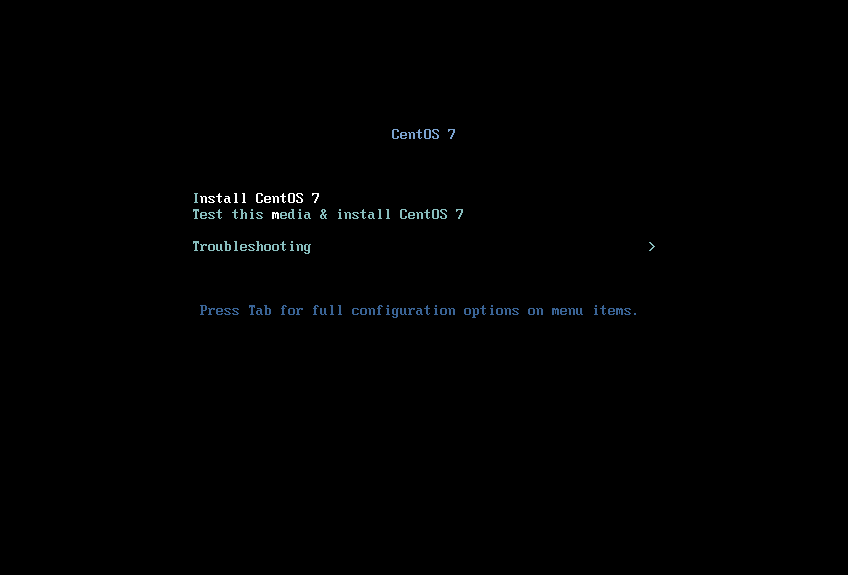 CentOS 7
Install CentOS 7
Test this media & install CentOS 7
Troubleshooting >
Press Tab for full configuration options on menu items.